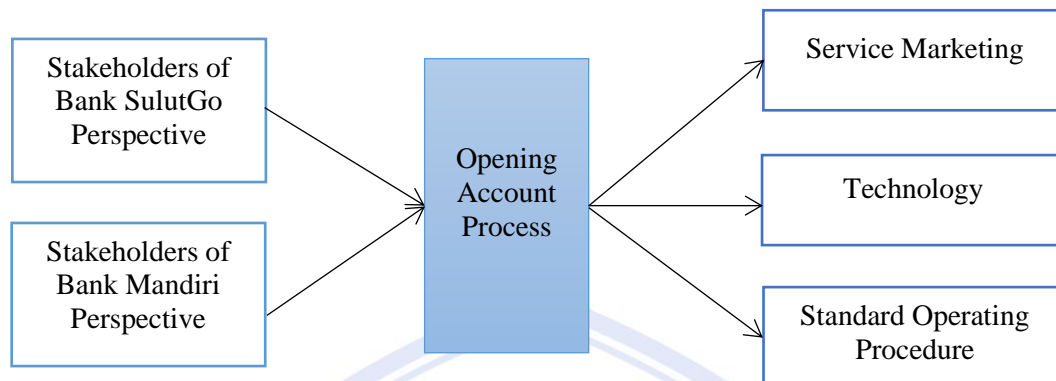 Stakeholders of
Bank SulutGo
Perspective
Stakeholders of
Bank Mandiri
Perspective
Opening
Account
Process
Service Marketing
Technology
Standard Operating
Procedure